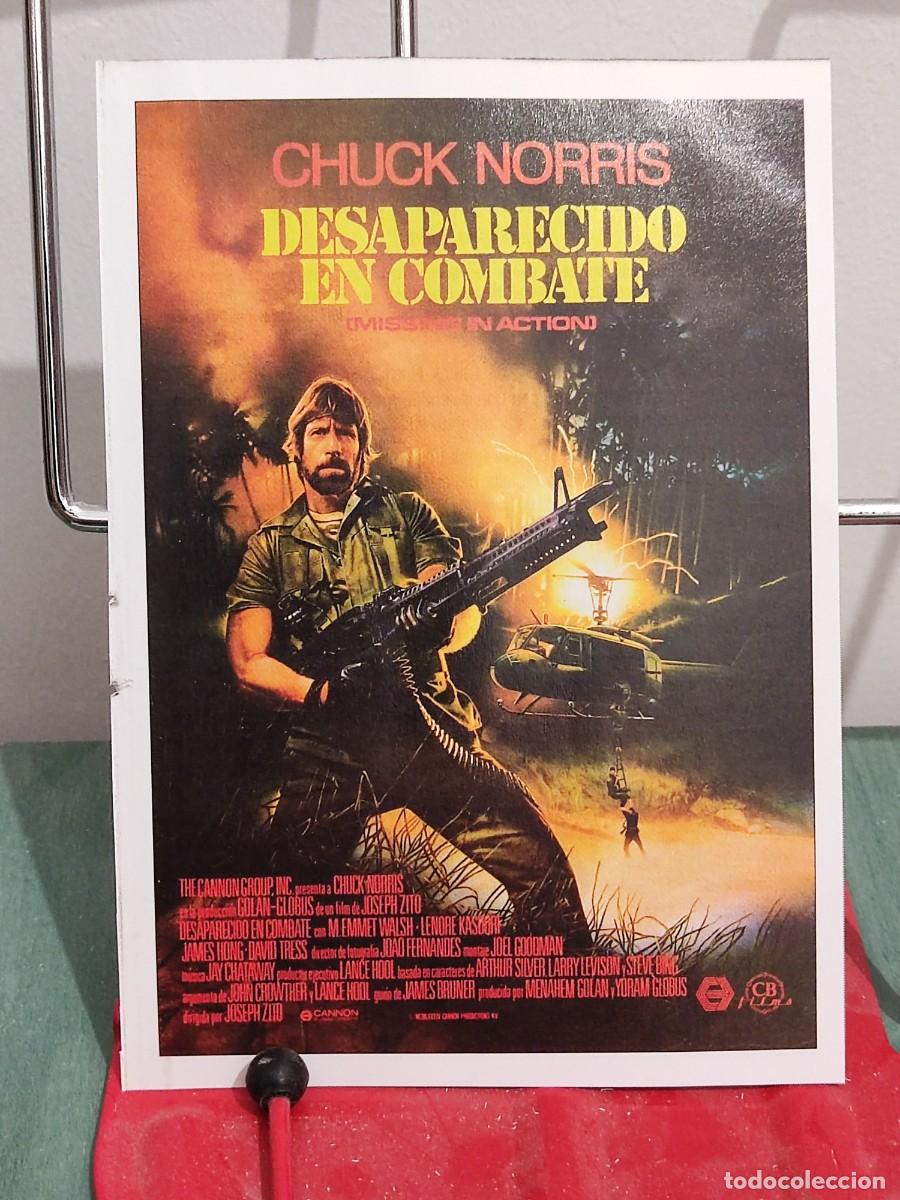 CHUCK NORRIS
DESAPARECIDO
EN COMBATE
(MISSING IN ACTION)
THE CANNON GROUP, INC. presenta a CHUCK NORRIS
en la producción GOLAN-GLOBUS de un film de JOSEPH ZITO
DESAPARECIDO EN COMBATE con M. EMMET WALSH · LENORE KASDORF
JAMES HONG · DAVID TRESS director de fotografía JOAO FERNANDES montaje JOEL GOODMAN
música JAY CHATAWAY productor ejecutivo LANCE HOOL basada en caracteres de ARTHUR SILVER, LARRY LEVISON y STEVE BING
argumento de JOHN CROWTHER y LANCE HOOL guión de JAMES BRUNER producida por MENAHEM GOLAN y YORAM GLOBUS
dirigida por JOSEPH ZITO
CANNON
CANNON PRODUCTIONS N.V.
CB
films
todocoleccion